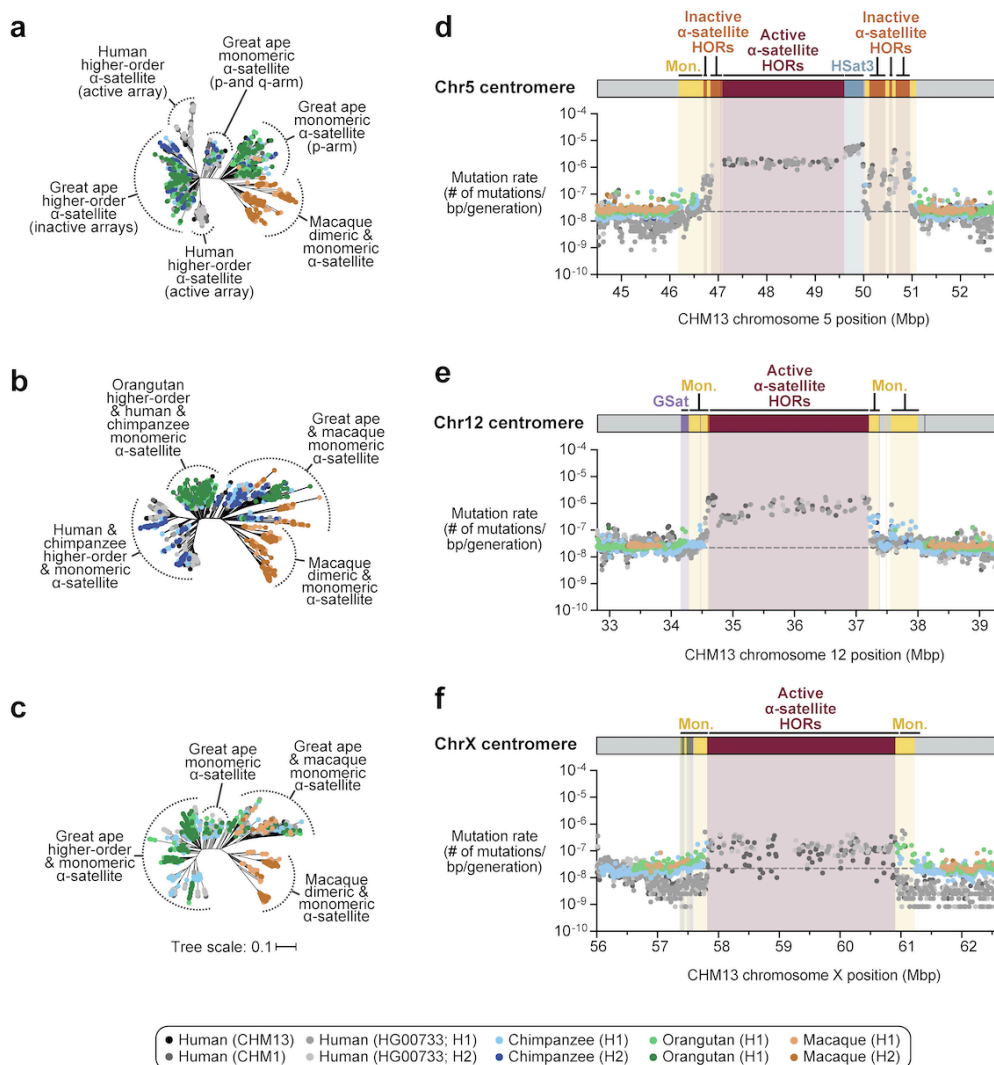 a
Human
higher-order
α-satellite
(active array)
Great ape
monomeric
α-satellite
(p-and q-arm)
Great ape
monomeric
α-satellite
(p-arm)
Great ape
higher-order
α-satellite
(inactive arrays)
Human
higher-order
α-satellite
(active array)
Macaque
dimeric &
monomeric
α-satellite
d
Inactive
α-satellite
HORs
Active
α-satellite
HORs
Inactive
α-satellite
HORs
Mon.
HSat3
Chr5 centromere
Mutation rate
(# of mutations/
bp/generation)
10-4
10-5
10-6
10-7
10-8
10-9
10-10
45 46 47 48 49 50 51 52
CHM13 chromosome 5 position (Mbp)
b
Orangutan
higher-order
& human &
chimpanzee
monomeric
α-satellite
Great ape
& macaque
monomeric
α-satellite
Human &
chimpanzee
higher-order
& monomeric
α-satellite
Macaque
dimeric &
monomeric
α-satellite
e
Active
α-satellite
HORs
Mon.
Mon.
GSat
Chr12 centromere
Mutation rate
(# of mutations/
bp/generation)
10-4
10-5
10-6
10-7
10-8
10-9
10-10
33 34 35 36 37 38 39
CHM13 chromosome 12 position (Mbp)
c
Great ape
monomeric
α-satellite
Great ape
& macaque
monomeric
α-satellite
Great ape
higher-order
& monomeric
α-satellite
Macaque
dimeric &
monomeric
α-satellite
Tree scale: 0.1
f
Active
α-satellite
HORs
Mon.
Mon.
ChrX centromere
Mutation rate
(# of mutations/
bp/generation)
10-4
10-5
10-6
10-7
10-8
10-9
10-10
56 57 58 59 60 61 62
CHM13 chromosome X position (Mbp)
Human (CHM13) Human (HG00733; H1) Chimpanzee (H1) Orangutan (H1) Macaque (H1)
Human (CHM1) Human (HG00733; H2) Chimpanzee (H2) Orangutan (H1) Macaque (H2)